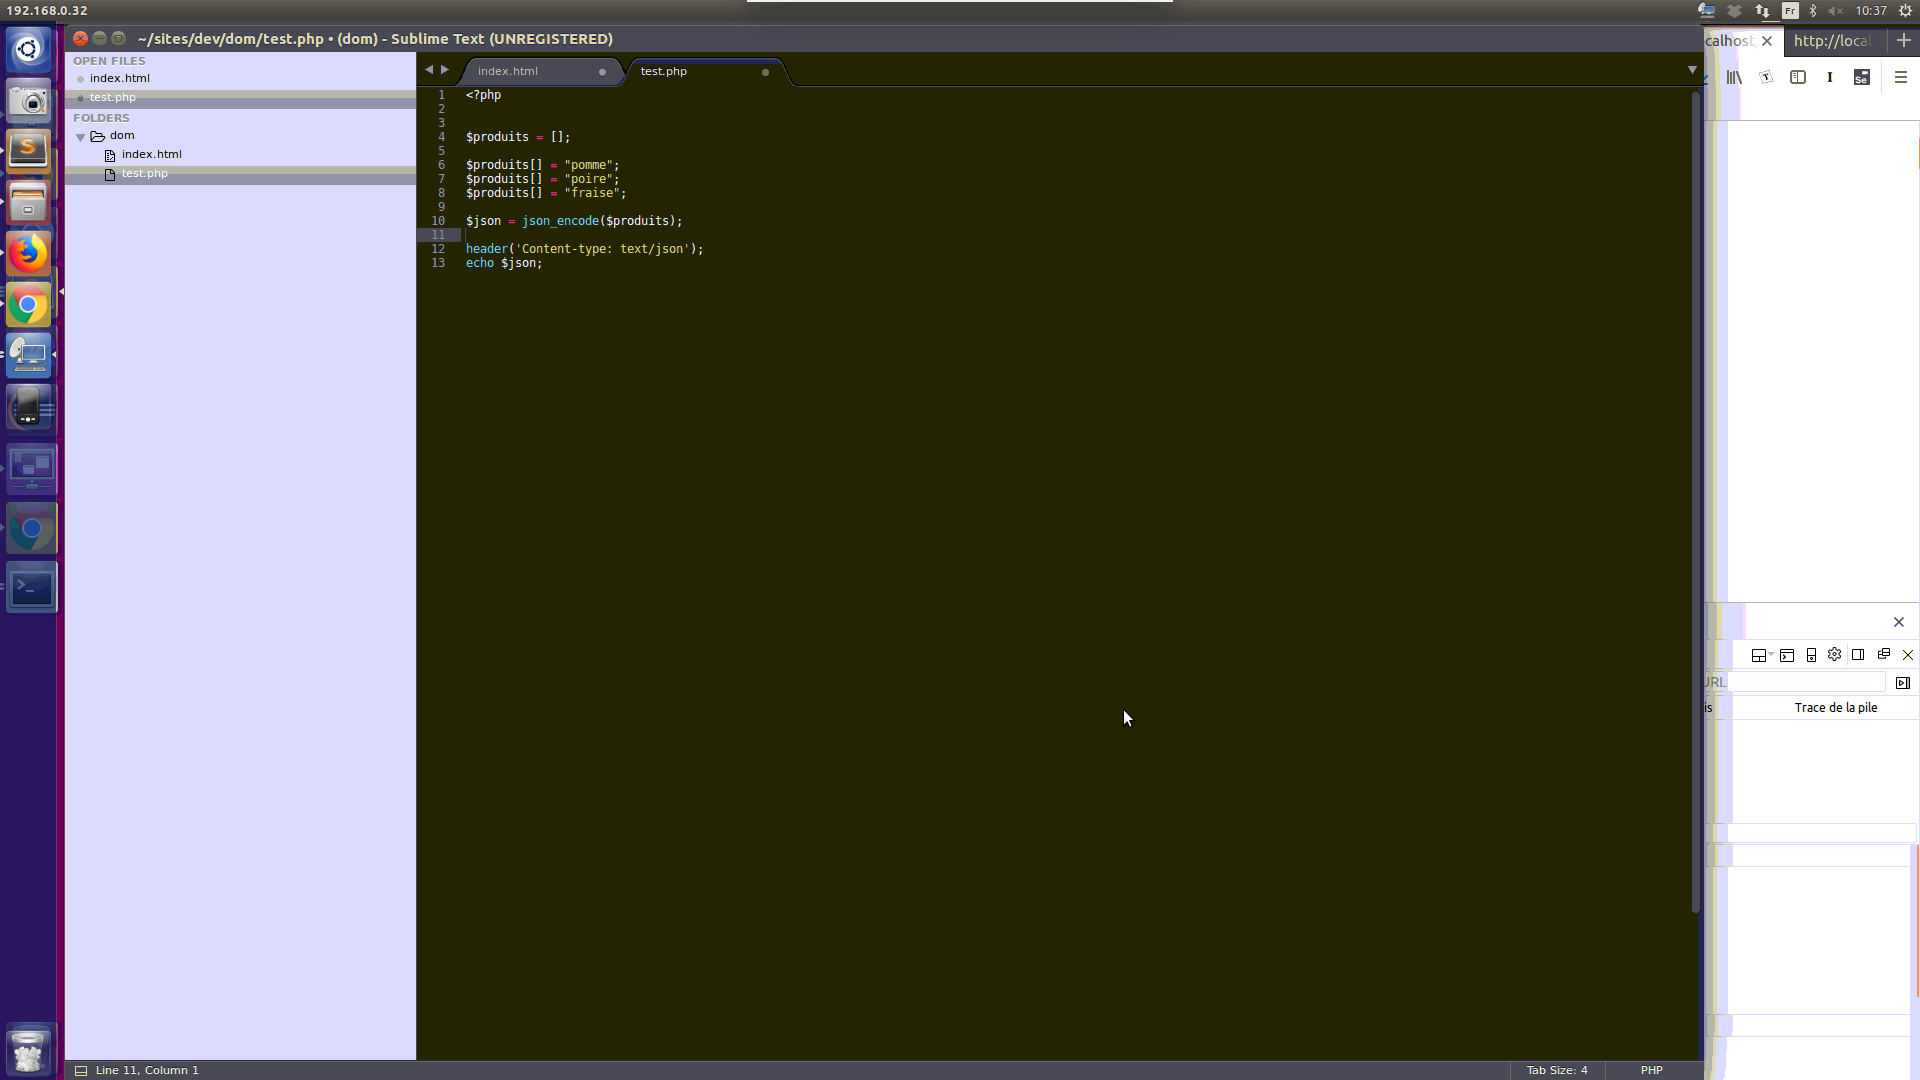 192.168.0.32
Fr
10:37
~/sites/dev/dom/test.php • (dom) - Sublime Text (UNREGISTERED)
calhost
http://local
OPEN FILES
index.html
test.php
FOLDERS
dom
index.html
test.php
index.html
test.php
1 <?php
2
3
4 $produits = [];
5
6 $produits[] = "pomme";
7 $produits[] = "poire";
8 $produits[] = "fraise";
9
10 $json = json_encode($produits);
11
12 header('Content-type: text/json');
13 echo $json;
I
Se
URL
is
Trace de la pile
Line 11, Column 1
Tab Size: 4
PHP